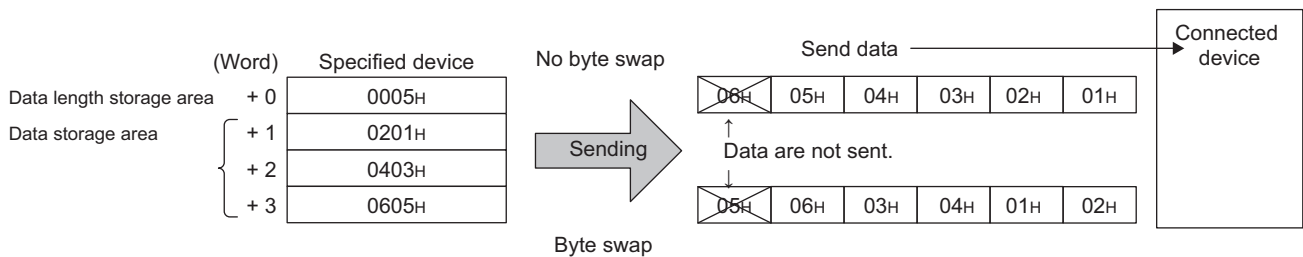 (Word) Specified device
Data length storage area + 0 0005H
Data storage area + 1 0201H
+ 2 0403H
+ 3 0605H
No byte swap
Sending
Byte swap
Send data
Connected
device
06H 05H 04H 03H 02H 01H
↑
Data are not sent.
↓
05H 06H 03H 04H 01H 02H